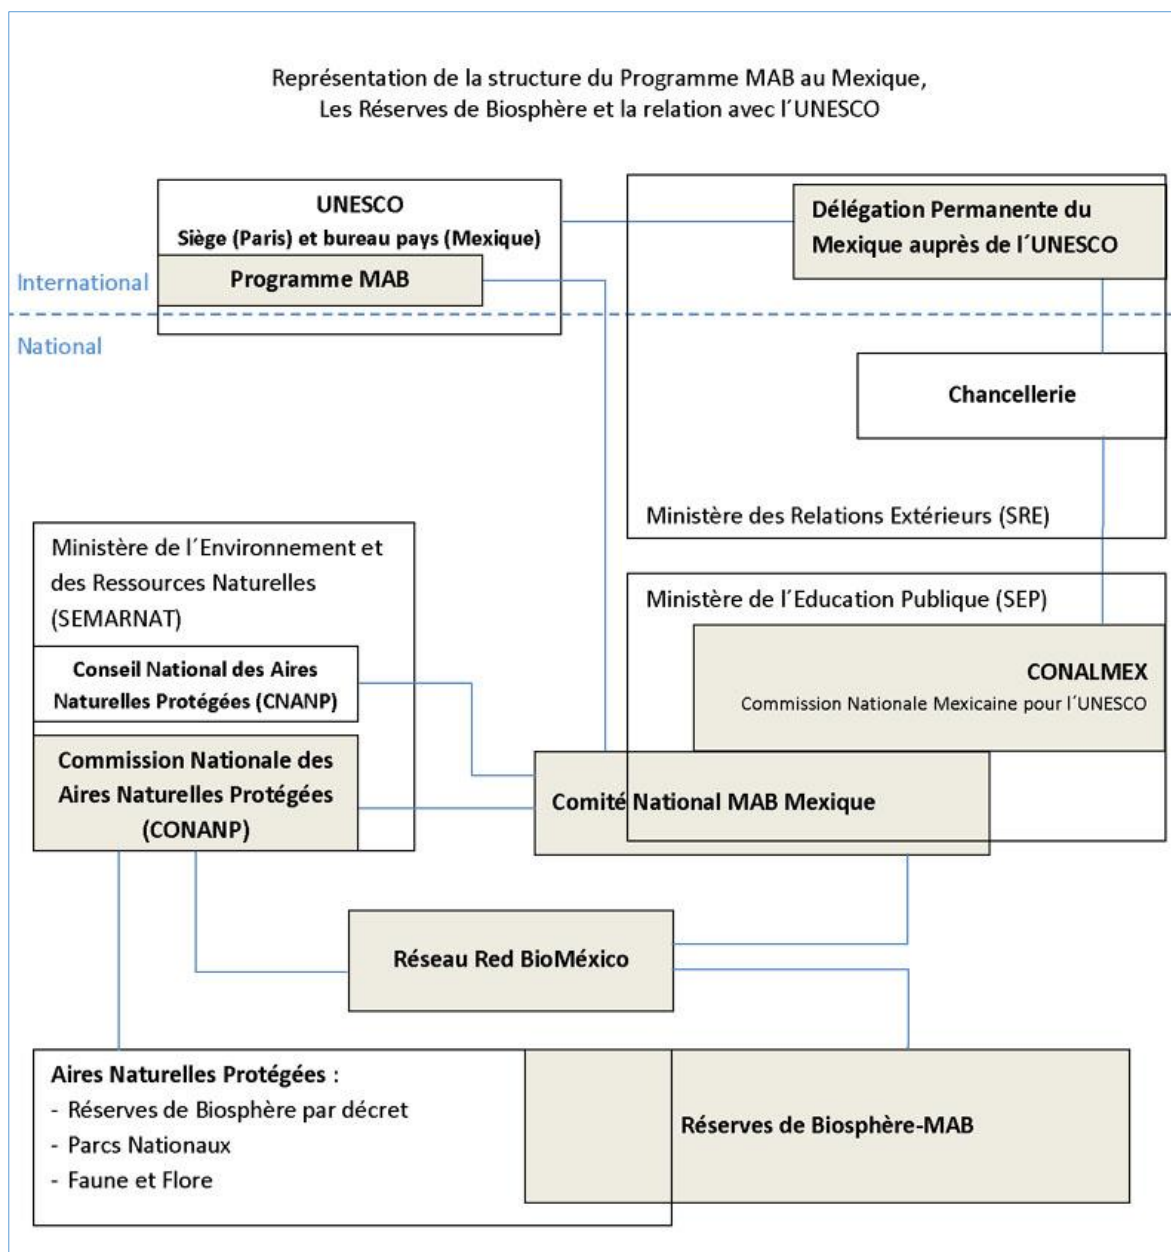 Représentation de la structure du Programme MAB au Mexique,
Les Réserves de Biosphère et la relation avec l´UNESCO
UNESCO
Siège (Paris) et bureau pays (Mexique)
Programme MAB
Délégation Permanente du
Mexique auprès de l´UNESCO
International
National
Chancellerie
Ministère des Relations Extérieurs (SRE)
Ministère de l´Environnement et
des Ressources Naturelles
(SEMARNAT)
Conseil National des Aires
Naturelles Protégées (CNANP)
Commission Nationale des
Aires Naturelles Protégées
(CONANP)
Ministère de l´Education Publique (SEP)
CONALMEX
Commission Nationale Mexicaine pour l´UNESCO
Comité National MAB Mexique
Réseau Red BioMéxico
Aires Naturelles Protégées :
- Réserves de Biosphère par décret
- Parcs Nationaux
- Faune et Flore
Réserves de Biosphère-MAB